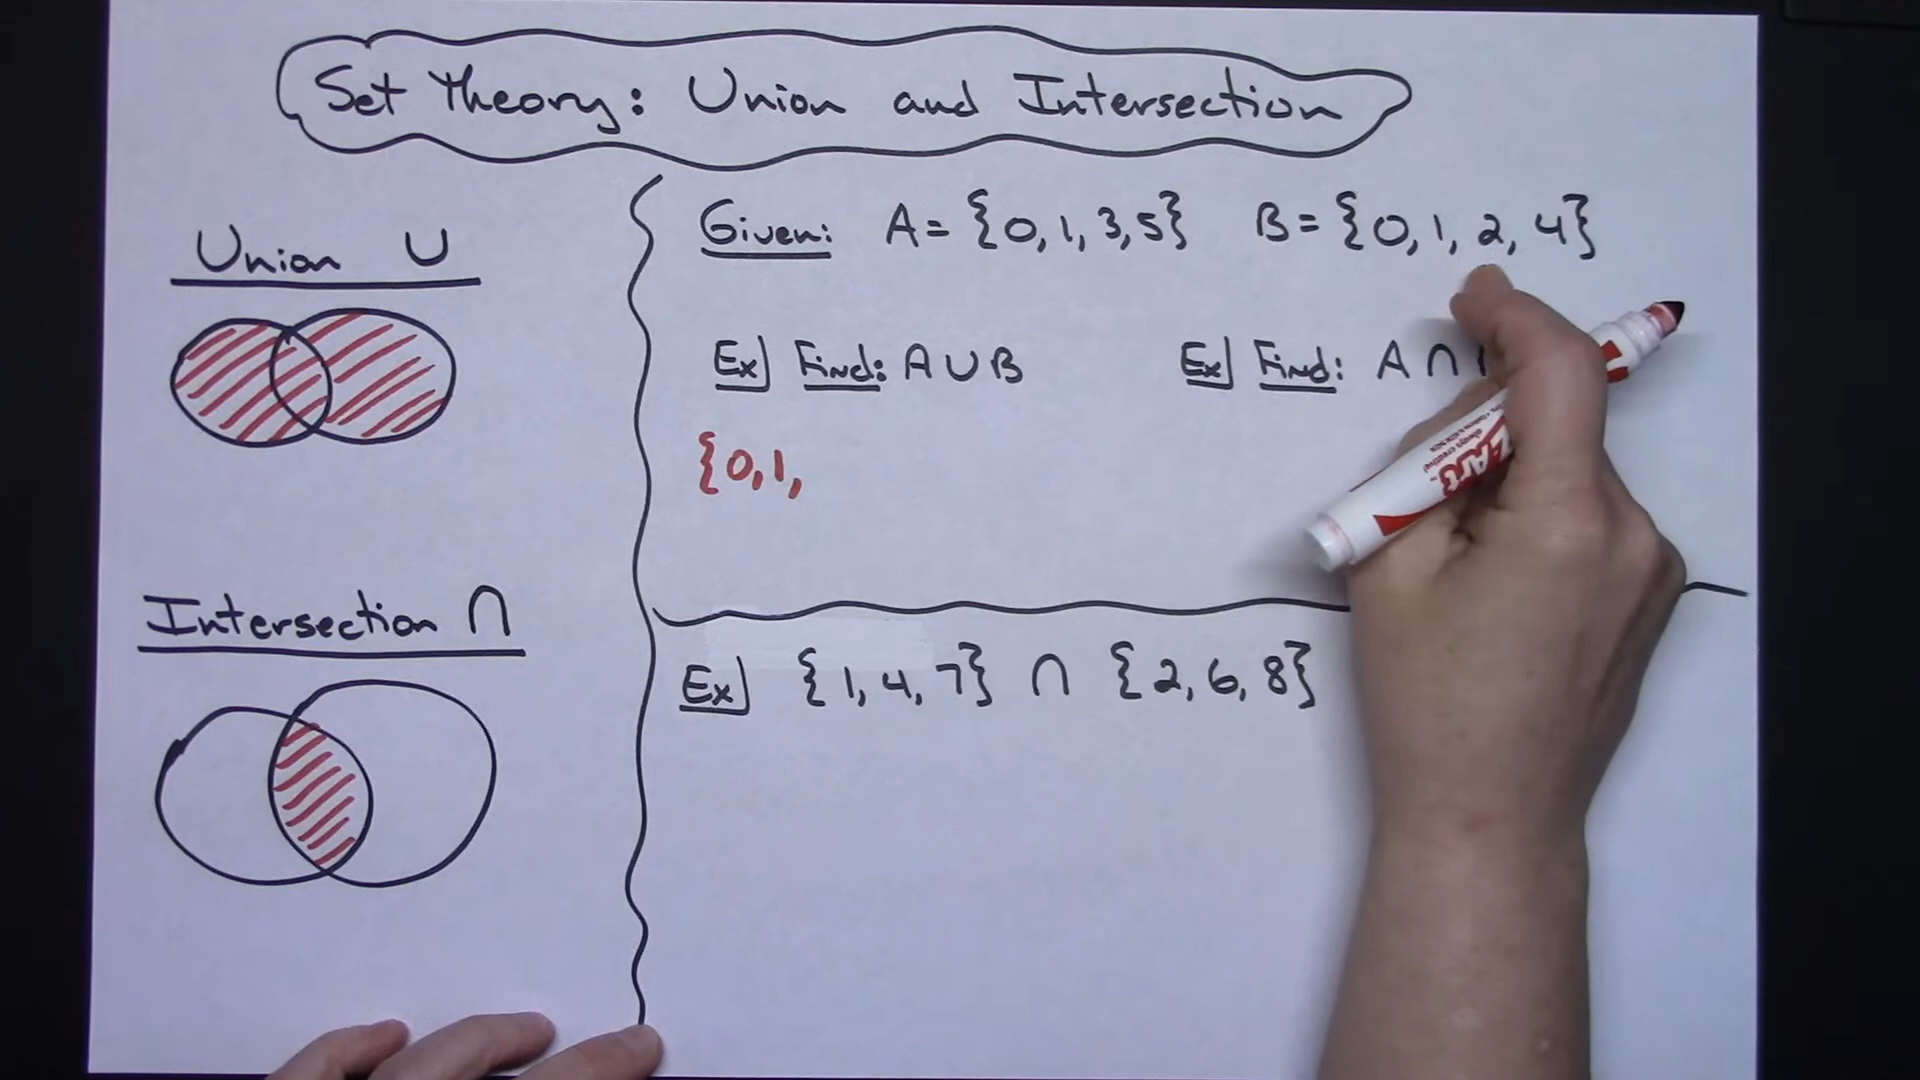 Set Theory: Union and Intersection
Union ∪
Intersection ∩
Given: A = {0, 1, 3, 5} B = {0, 1, 2, 4}
Ex] Find: A ∪ B
{0, 1,
Ex] Find: A ∩
Ex] {1, 4, 7} ∩ {2, 6, 8}